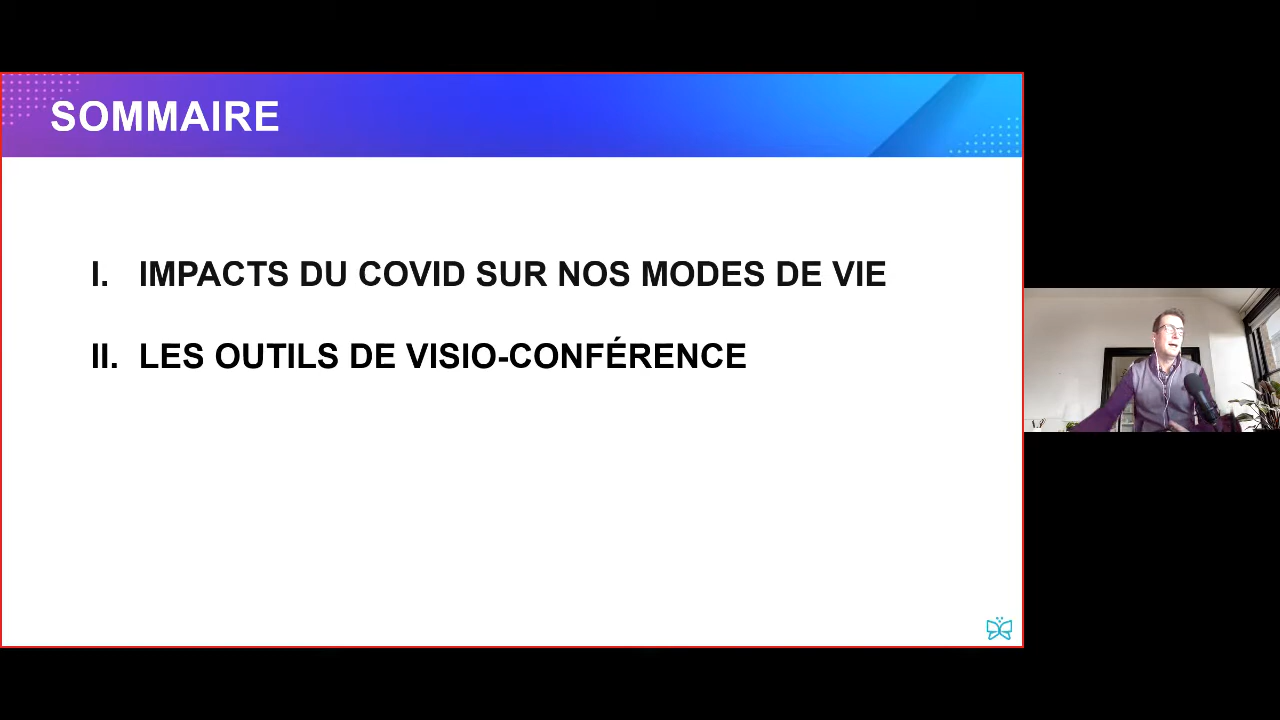 SOMMAIRE
I. IMPACTS DU COVID SUR NOS MODES DE VIE
II. LES OUTILS DE VISIO-CONFÉRENCE